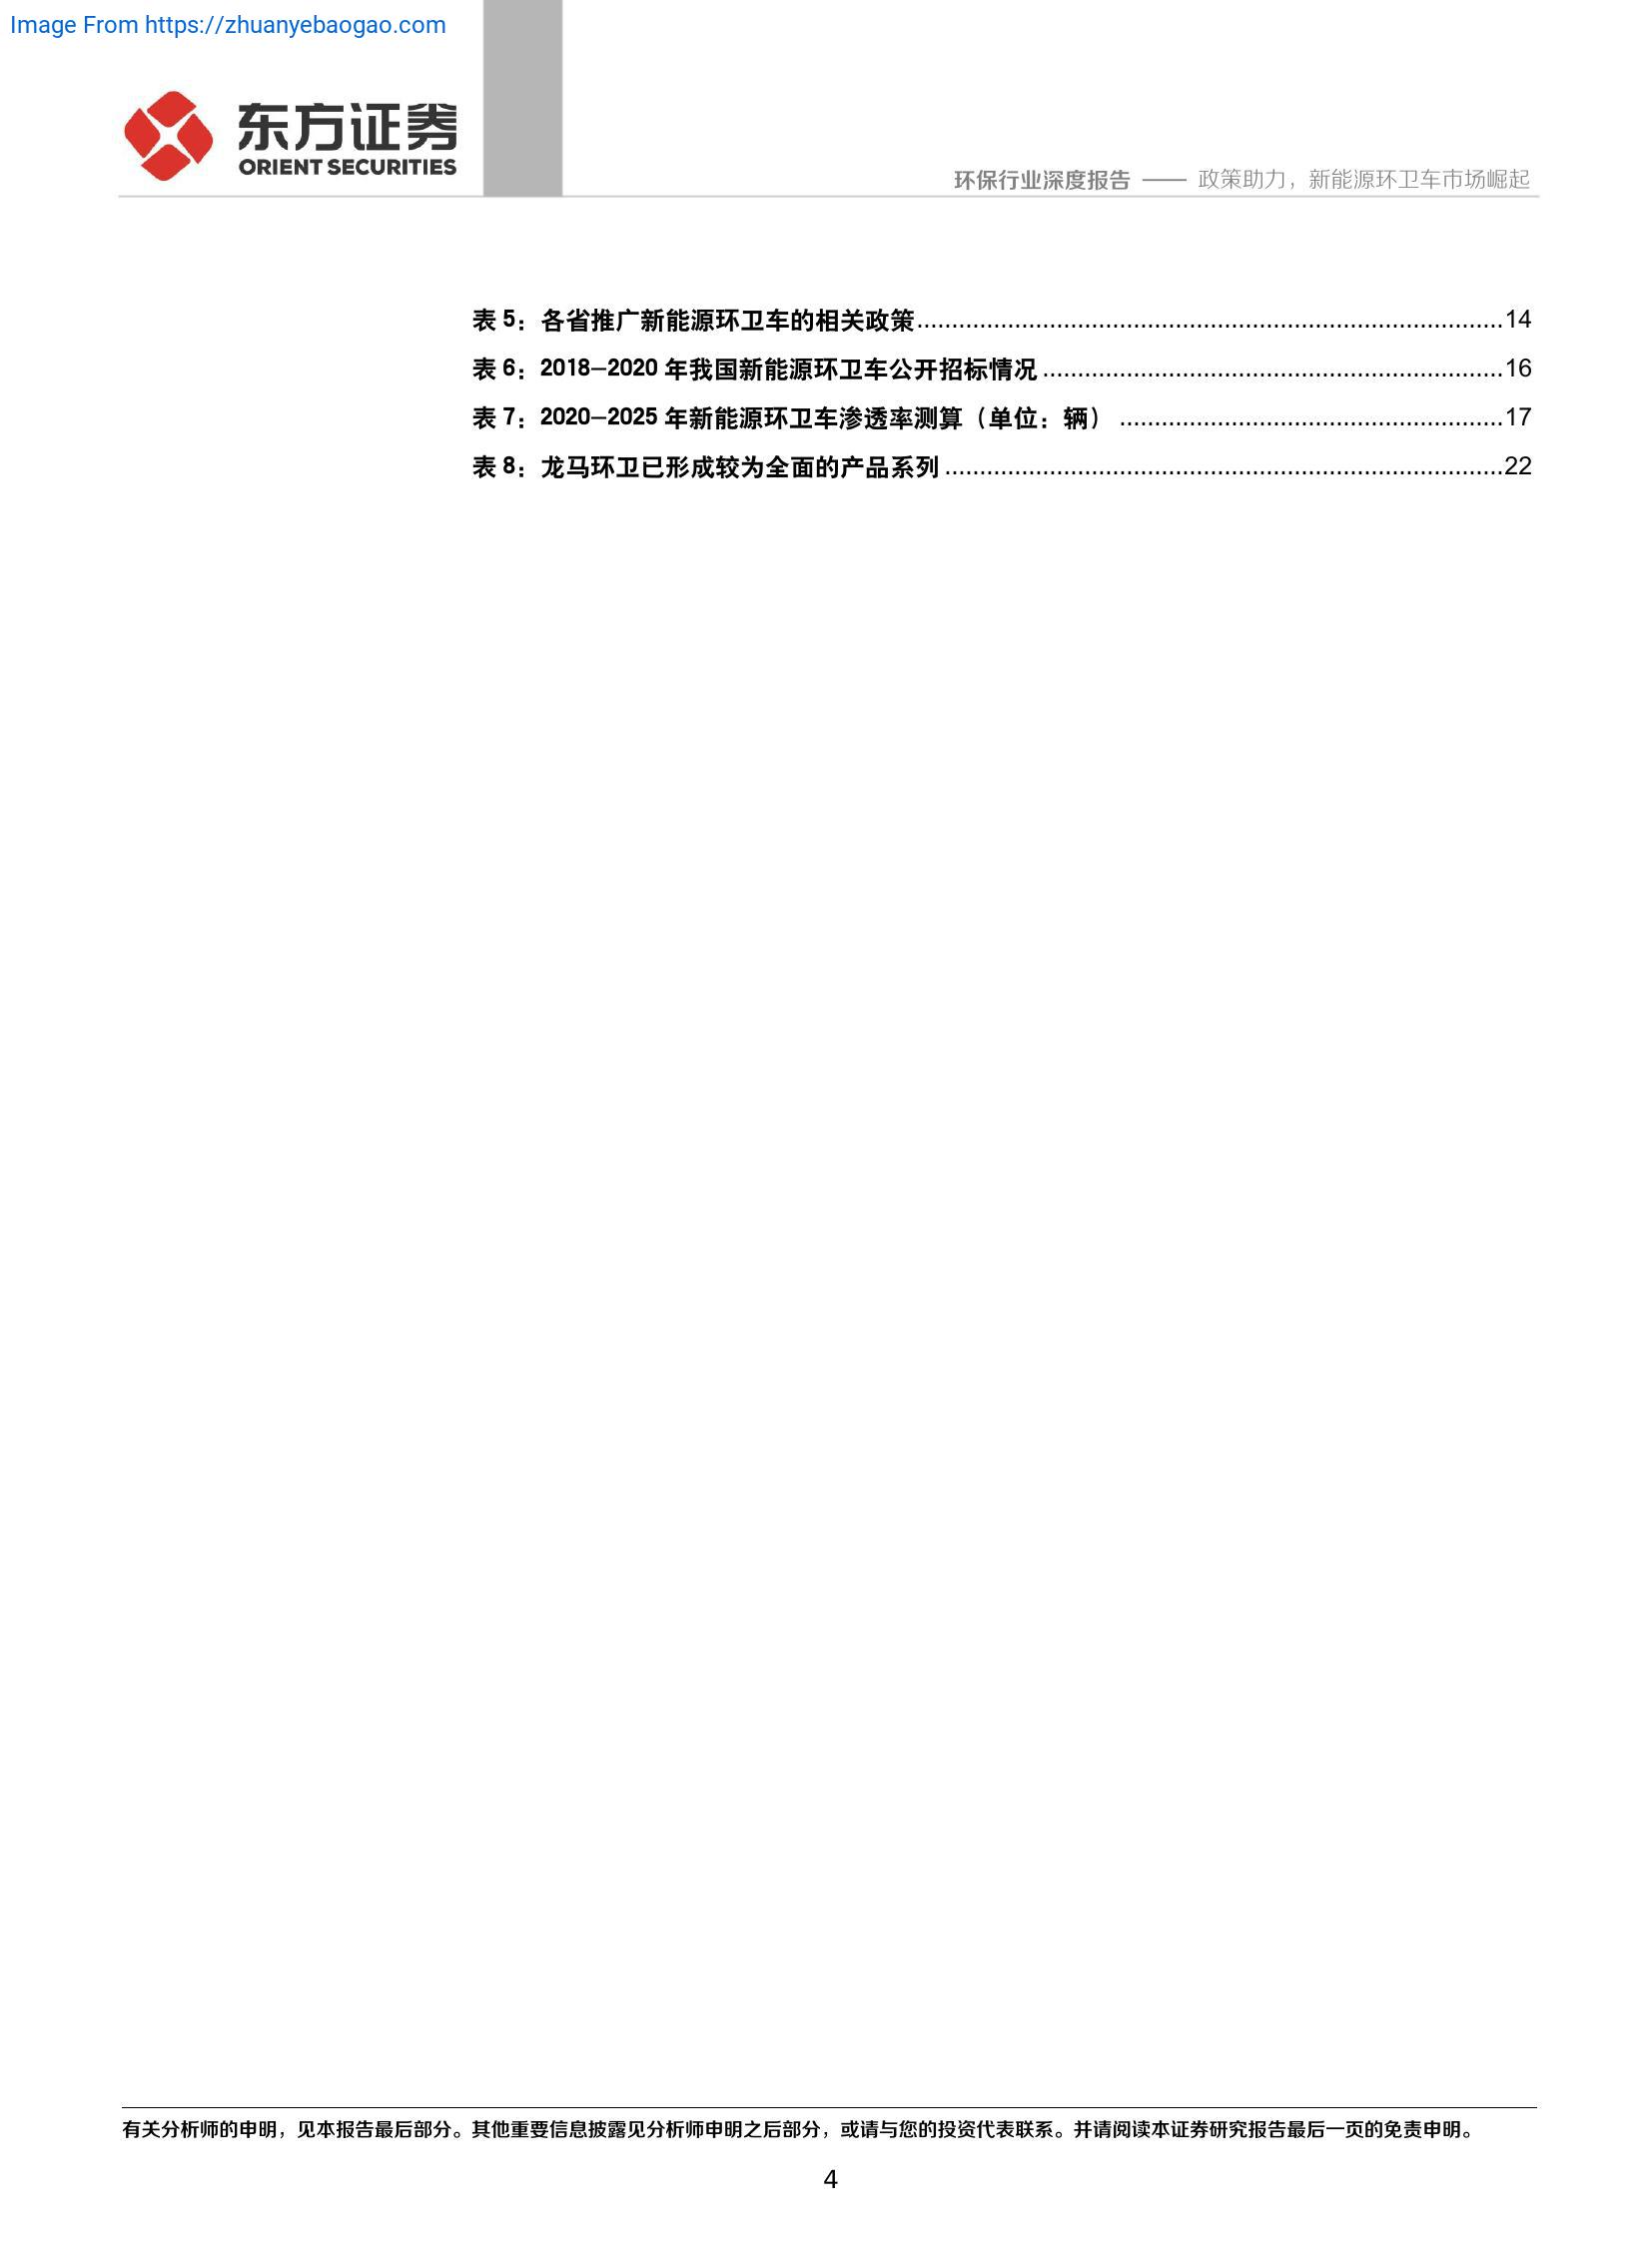 Image From https://zhuanyebaogao.com
东方证券
ORIENT SECURITIES
环保行业深度报告 —— 政策助力，新能源环卫车市场崛起
表 5：各省推广新能源环卫车的相关政策....................................................................................14
表 6：2018-2020 年我国新能源环卫车公开招标情况..................................................................16
表 7：2020-2025 年新能源环卫车渗透率测算（单位：辆）.......................................................17
表 8：龙马环卫已形成较为全面的产品系列................................................................................22
有关分析师的申明，见本报告最后部分。其他重要信息披露见分析师申明之后部分，或请与您的投资代表联系。并请阅读本证券研究报告最后一页的免责申明。
4